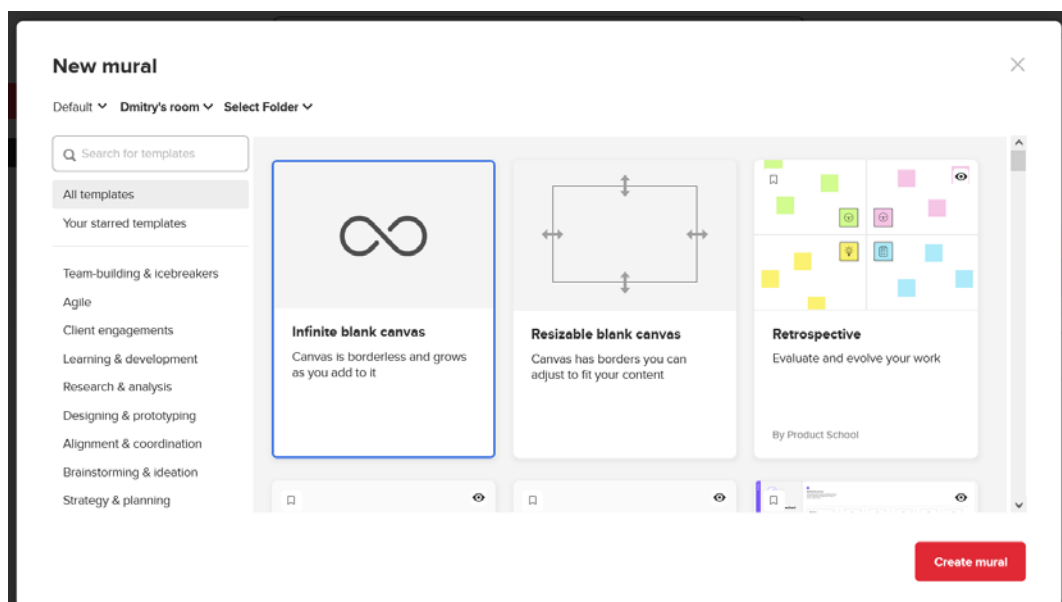 New mural
Default Dmitry's room Select Folder
Search for templates
All templates
Your starred templates
Team-building & icebreakers
Agile
Client engagements
Learning & development
Research & analysis
Designing & prototyping
Alignment & coordination
Brainstorming & ideation
Strategy & planning
Infinite blank canvas
Canvas is borderless and grows
as you add to it
Resizable blank canvas
Canvas has borders you can
adjust to fit your content
Retrospective
Evaluate and evolve your work
By Product School
Create mural